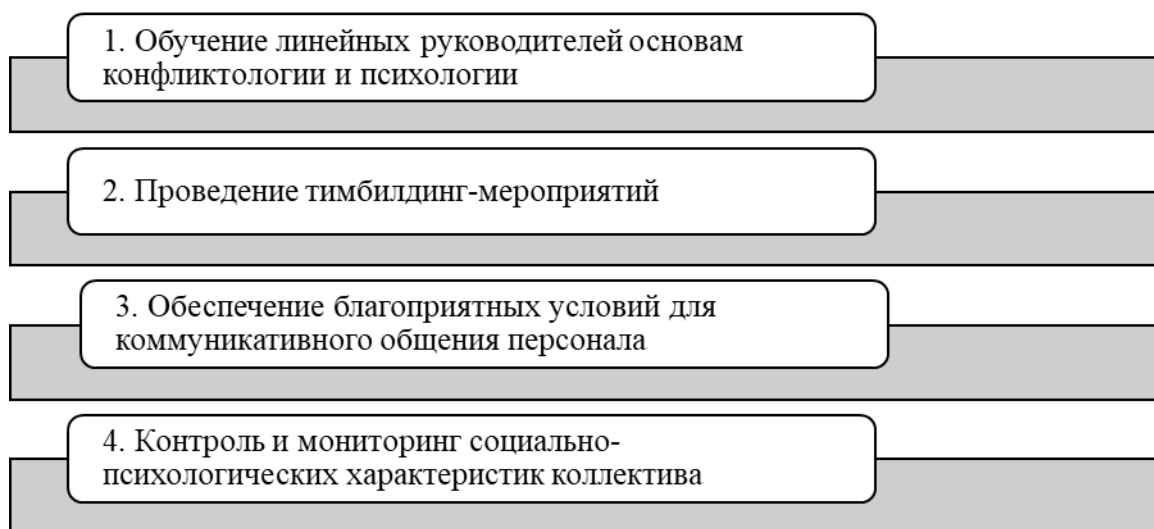 1. Обучение линейных руководителей основам
конфликтологии и психологии
2. Проведение тимбилдинг-мероприятий
3. Обеспечение благоприятных условий для
коммуникативного общения персонала
4. Контроль и мониторинг социально-
психологических характеристик коллектива